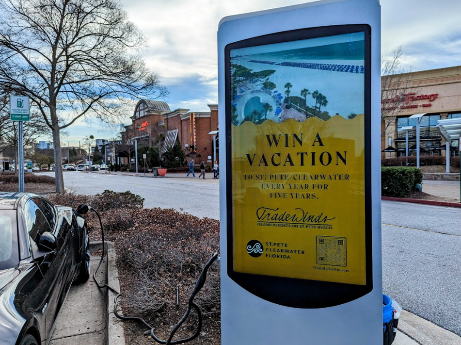 WIN A
VACATION
TO ST. PETE/CLEARWATER
EVERY YEAR FOR
FIVE YEARS.
TradeWinds
ST. PETE
CLEARWATER
FLORIDA